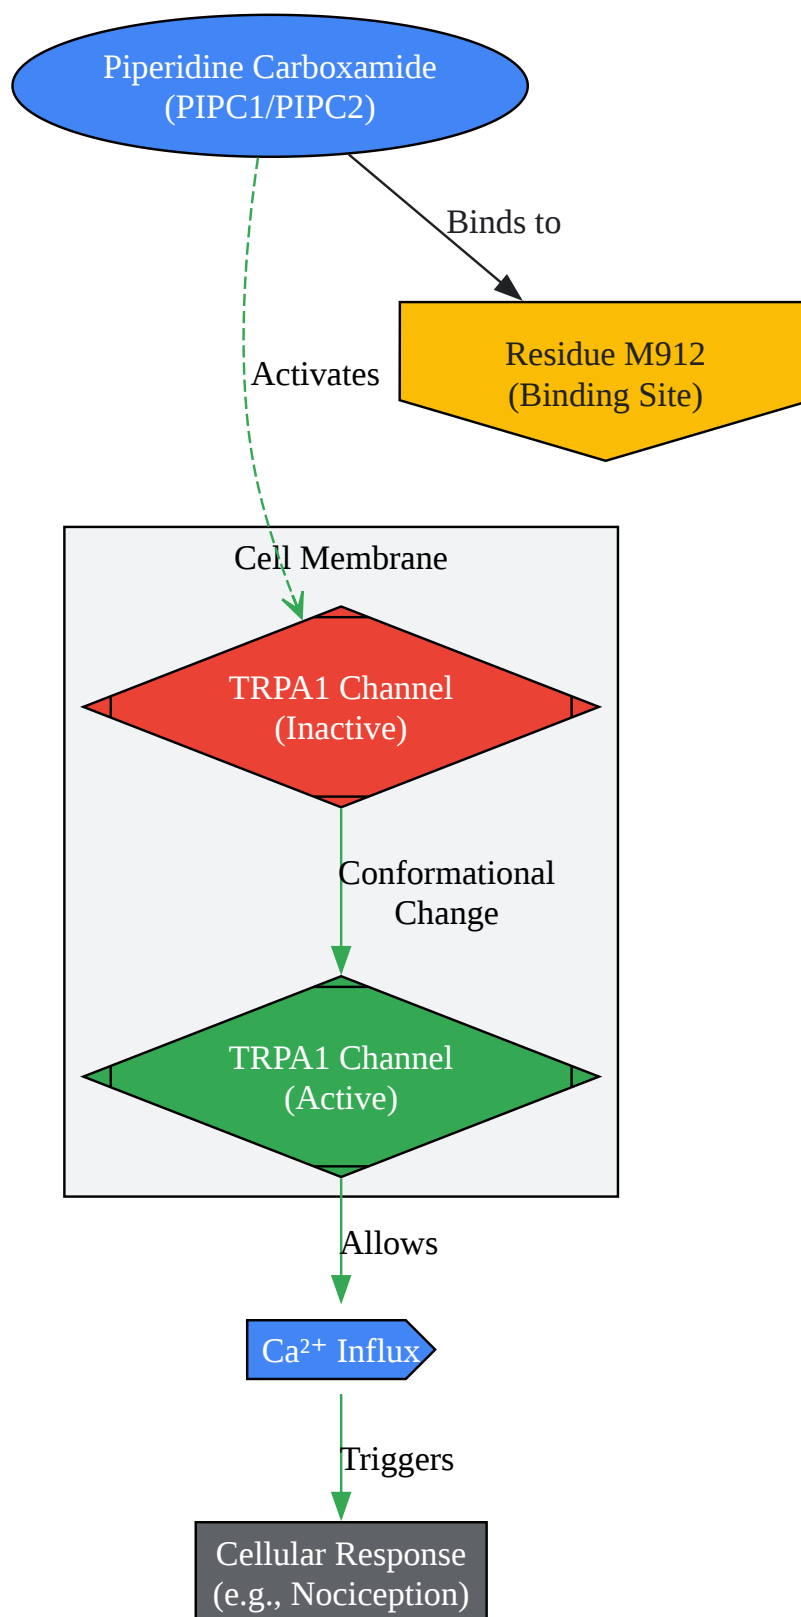 Piperidine Carboxamide
(PIPC1/PIPC2)
Binds to
Residue M912
(Binding Site)
Activates
Cell Membrane
TRPA1 Channel
(Inactive)
Conformational
Change
TRPA1 Channel
(Active)
Allows
Ca²⁺ Influx
Triggers
Cellular Response
(e.g., Nociception)